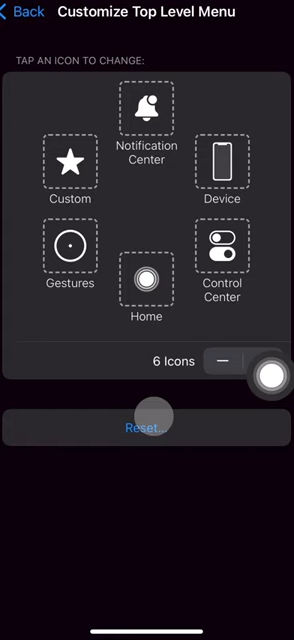 Back
Customize Top Level Menu
TAP AN ICON TO CHANGE:
Notification
Center
Custom
Device
Gestures
Control
Center
Home
6 Icons
Reset...